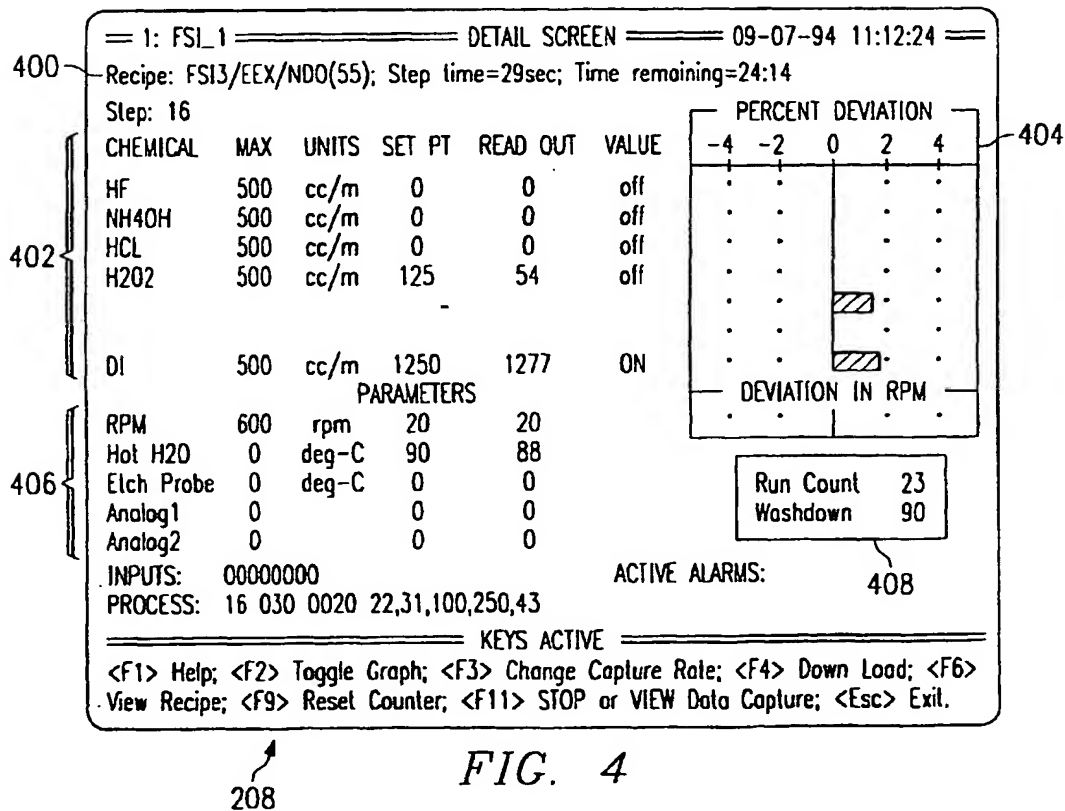 1: FSI_1 DETAIL SCREEN 09-07-94 11:12:24
400
Recipe: FSI3/EEX/NDO(55); Step time=29sec; Time remaining=24:14
Step: 16
PERCENT DEVIATION
404
-4 -2 0 2 4
CHEMICAL MAX UNITS SET PT READ OUT VALUE
HF 500 cc/m 0 0 off
NH4OH 500 cc/m 0 0 off
HCL 500 cc/m 0 0 off
402
H2O2 500 cc/m 125 54 off
-
DI 500 cc/m 1250 1277 ON
PARAMETERS
DEVIATION IN RPM
RPM 600 rpm 20 20
Hot H2O 0 deg-C 90 88
406
Etch Probe 0 deg-C 0 0
Analog1 0 0 0
Analog2 0 0 0
Run Count 23
Washdown 90
408
INPUTS: 00000000 ACTIVE ALARMS:
PROCESS: 16 030 0020 22,31,100,250,43
KEYS ACTIVE
<F1> Help; <F2> Toggle Graph; <F3> Change Capture Rate; <F4> Down Load; <F6>
View Recipe; <F9> Reset Counter; <F11> STOP or VIEW Data Capture; <Esc> Exit.
208
FIG. 4